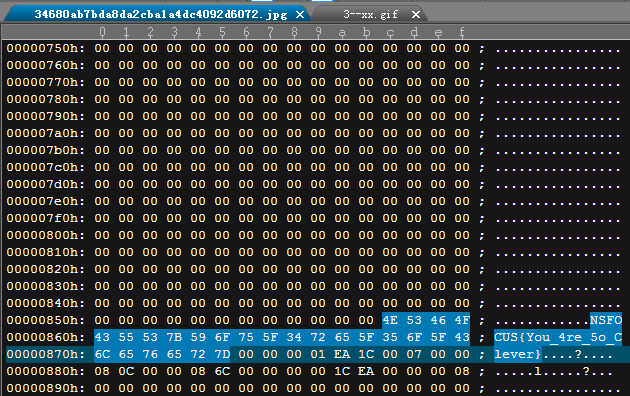 34680ab7bda8da2cba1a4dc4092d6072.jpg × 3--xx.gif ×
0 1 2 3 4 5 6 7 8 9 a b c d e f
00000750h: 00 00 00 00 00 00 00 00 00 00 00 00 00 00 00 00 ; ................
00000760h: 00 00 00 00 00 00 00 00 00 00 00 00 00 00 00 00 ; ................
00000770h: 00 00 00 00 00 00 00 00 00 00 00 00 00 00 00 00 ; ................
00000780h: 00 00 00 00 00 00 00 00 00 00 00 00 00 00 00 00 ; ................
00000790h: 00 00 00 00 00 00 00 00 00 00 00 00 00 00 00 00 ; ................
000007a0h: 00 00 00 00 00 00 00 00 00 00 00 00 00 00 00 00 ; ................
000007b0h: 00 00 00 00 00 00 00 00 00 00 00 00 00 00 00 00 ; ................
000007c0h: 00 00 00 00 00 00 00 00 00 00 00 00 00 00 00 00 ; ................
000007d0h: 00 00 00 00 00 00 00 00 00 00 00 00 00 00 00 00 ; ................
000007e0h: 00 00 00 00 00 00 00 00 00 00 00 00 00 00 00 00 ; ................
000007f0h: 00 00 00 00 00 00 00 00 00 00 00 00 00 00 00 00 ; ................
00000800h: 00 00 00 00 00 00 00 00 00 00 00 00 00 00 00 00 ; ................
00000810h: 00 00 00 00 00 00 00 00 00 00 00 00 00 00 00 00 ; ................
00000820h: 00 00 00 00 00 00 00 00 00 00 00 00 00 00 00 00 ; ................
00000830h: 00 00 00 00 00 00 00 00 00 00 00 00 00 00 00 00 ; ................
00000840h: 00 00 00 00 00 00 00 00 00 00 00 00 00 00 00 00 ; ................
00000850h: 00 00 00 00 00 00 00 00 00 00 00 00 4E 53 46 4F ; ............NSFO
00000860h: 43 55 53 7B 59 6F 75 5F 34 72 65 5F 35 6F 5F 43 ; CUS{You_4re_5o_C
00000870h: 6C 65 76 65 72 7D 00 00 00 01 EA 1C 00 07 00 00 ; lever}....?....
00000880h: 08 0C 00 00 08 6C 00 00 00 00 1C EA 00 00 00 08 ; .....l.....?...
00000890h: 00 00 00 00 00 00 00 00 00 00 00 00 00 00 00 00 ; ................